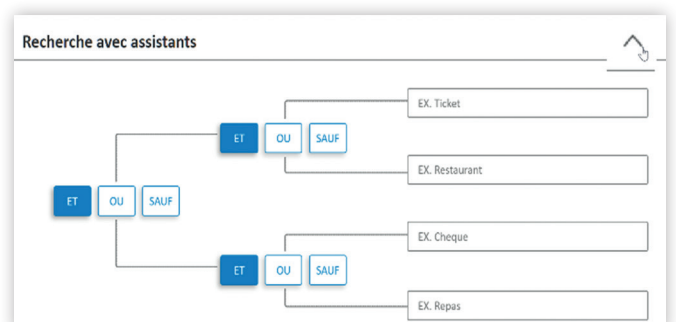 Recherche avec assistants
EX. Ticket
ET OU SAUF
EX. Restaurant
ET OU SAUF
EX. Cheque
ET OU SAUF
EX. Repas